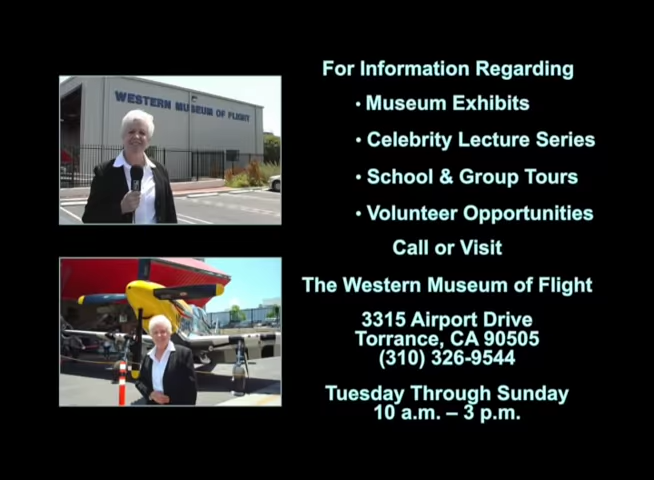 WESTERN MUSEUM OF FLIGHT
For Information Regarding
• Museum Exhibits
• Celebrity Lecture Series
• School & Group Tours
• Volunteer Opportunities
Call or Visit
The Western Museum of Flight
3315 Airport Drive
Torrance, CA 90505
(310) 326-9544
Tuesday Through Sunday
10 a.m. – 3 p.m.